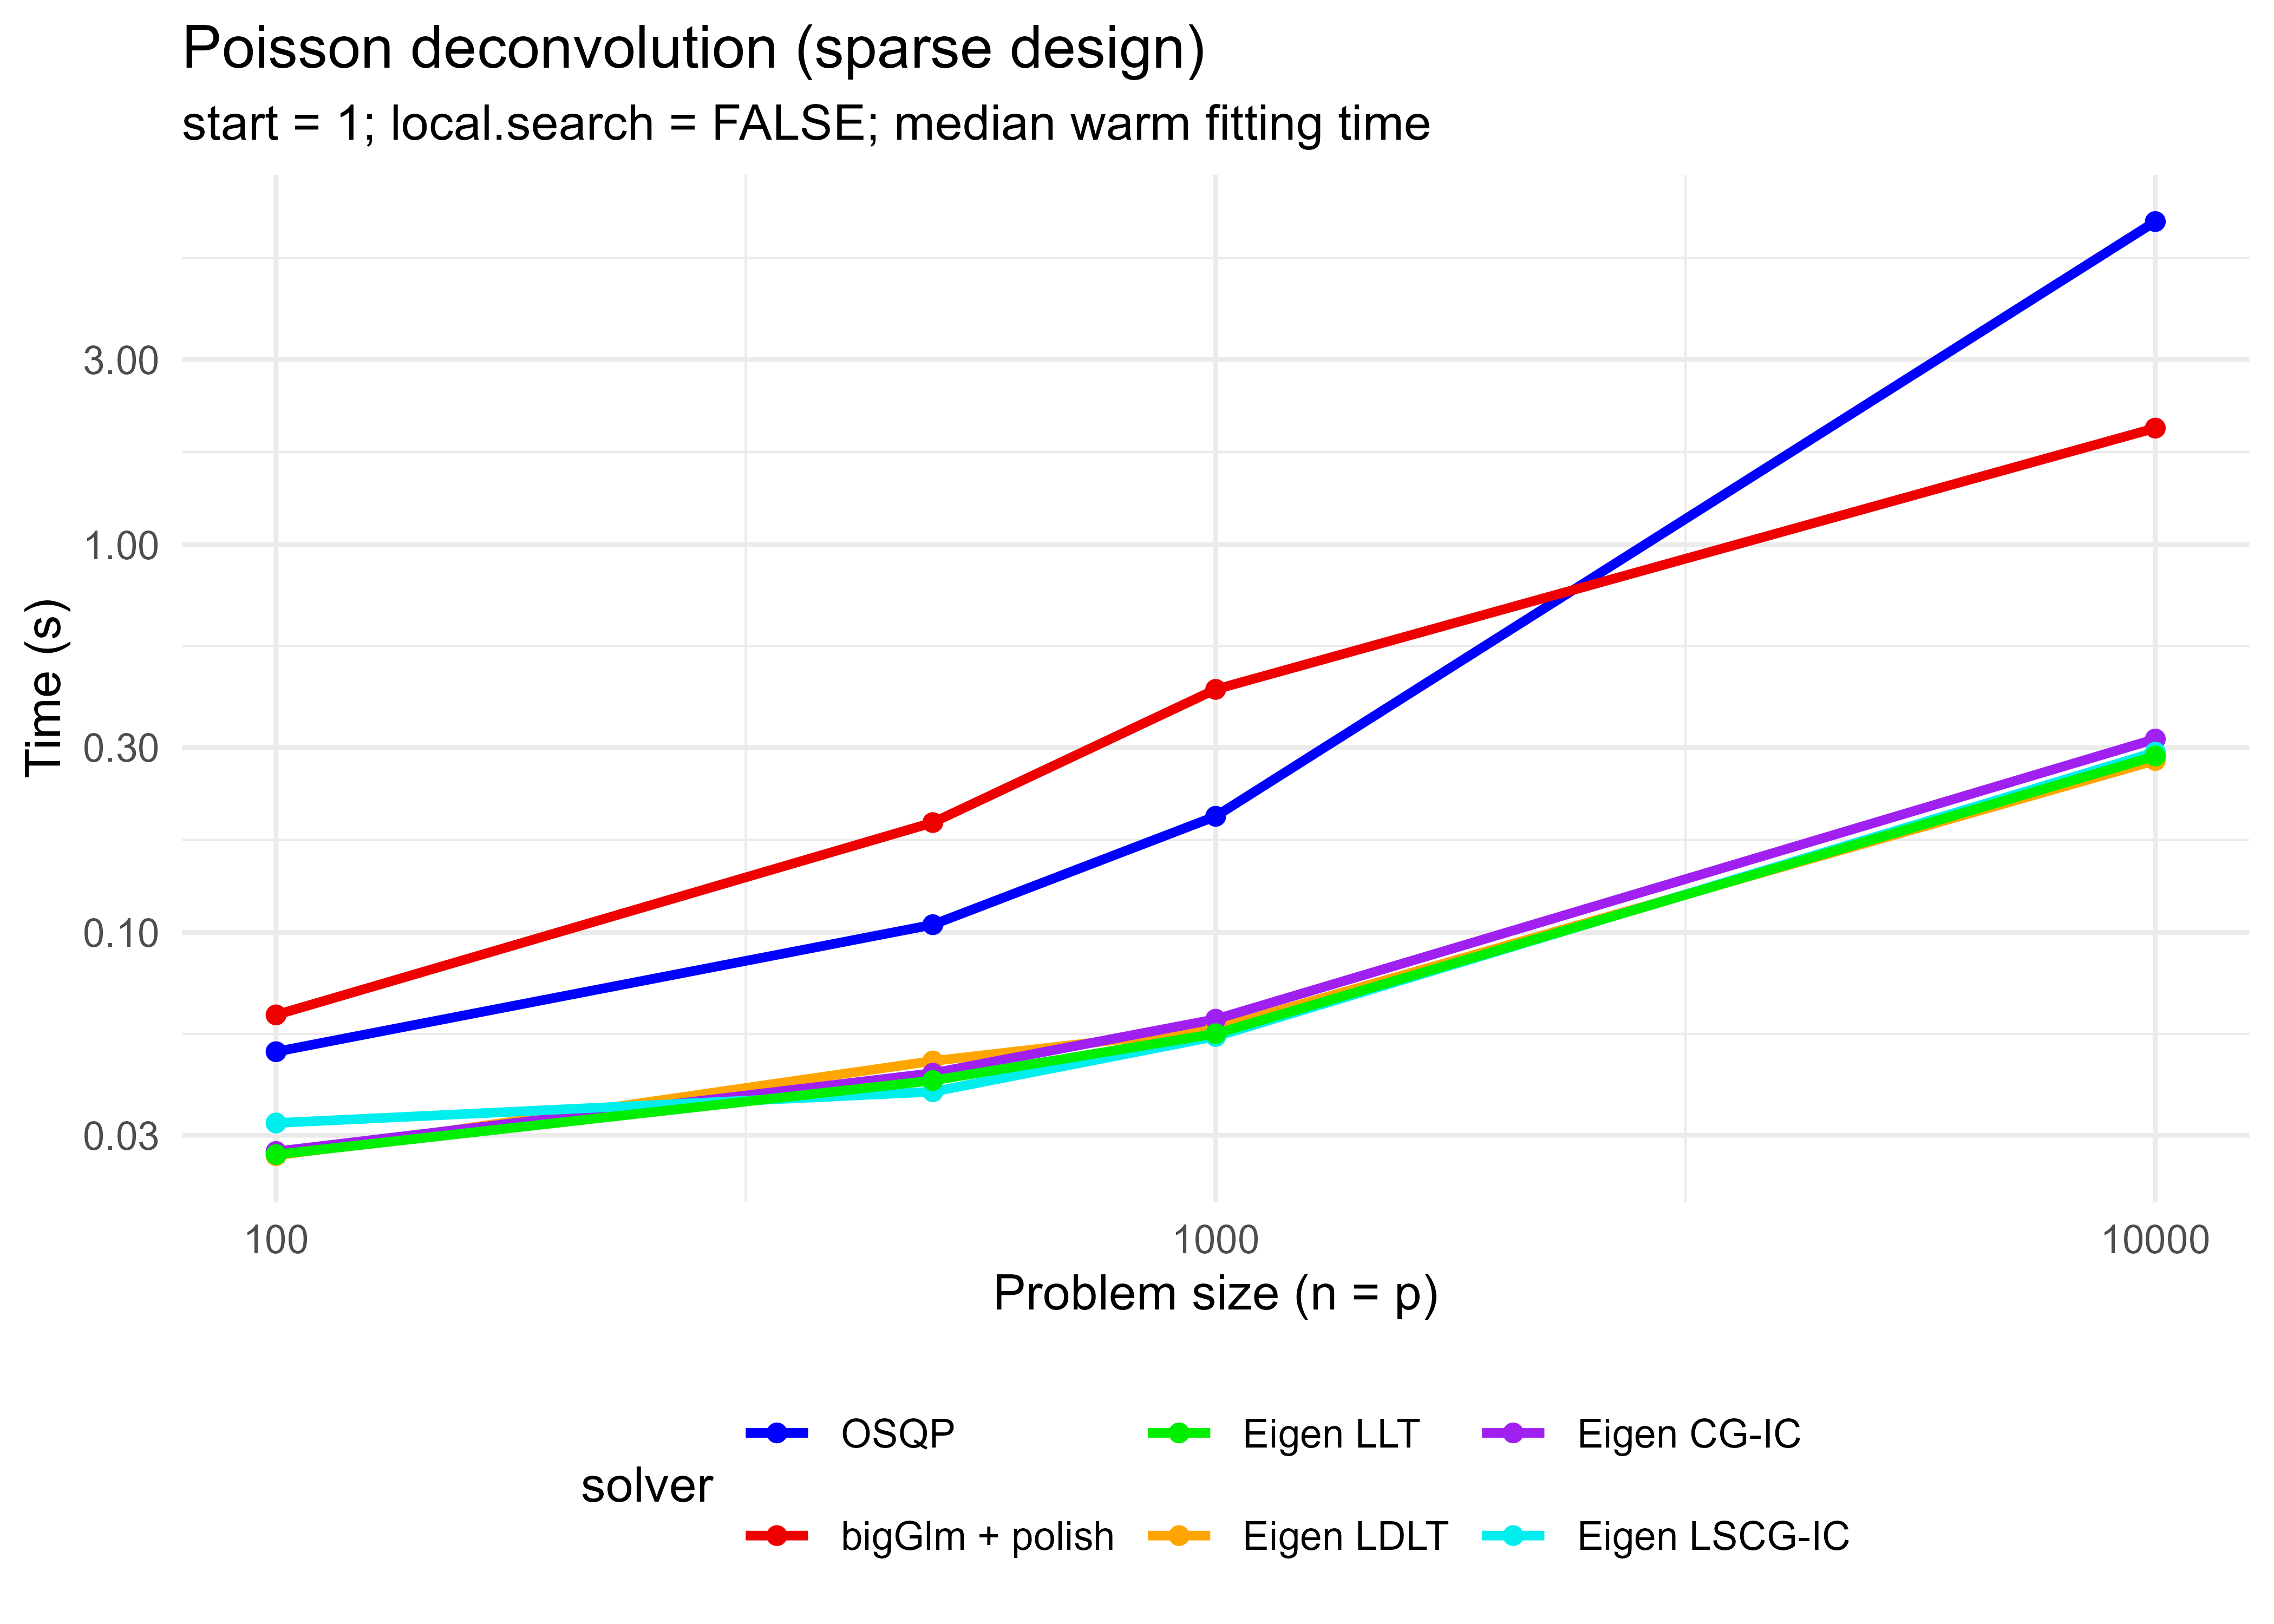 Poisson deconvolution (sparse design)
start = 1; local.search = FALSE; median warm fitting time
Time (s)
3.00
1.00
0.30
0.10
0.03
100 1000 10000
Problem size (n = p)
solver
OSQP Eigen LLT Eigen CG-IC
bigGlm + polish Eigen LDLT Eigen LSCG-IC